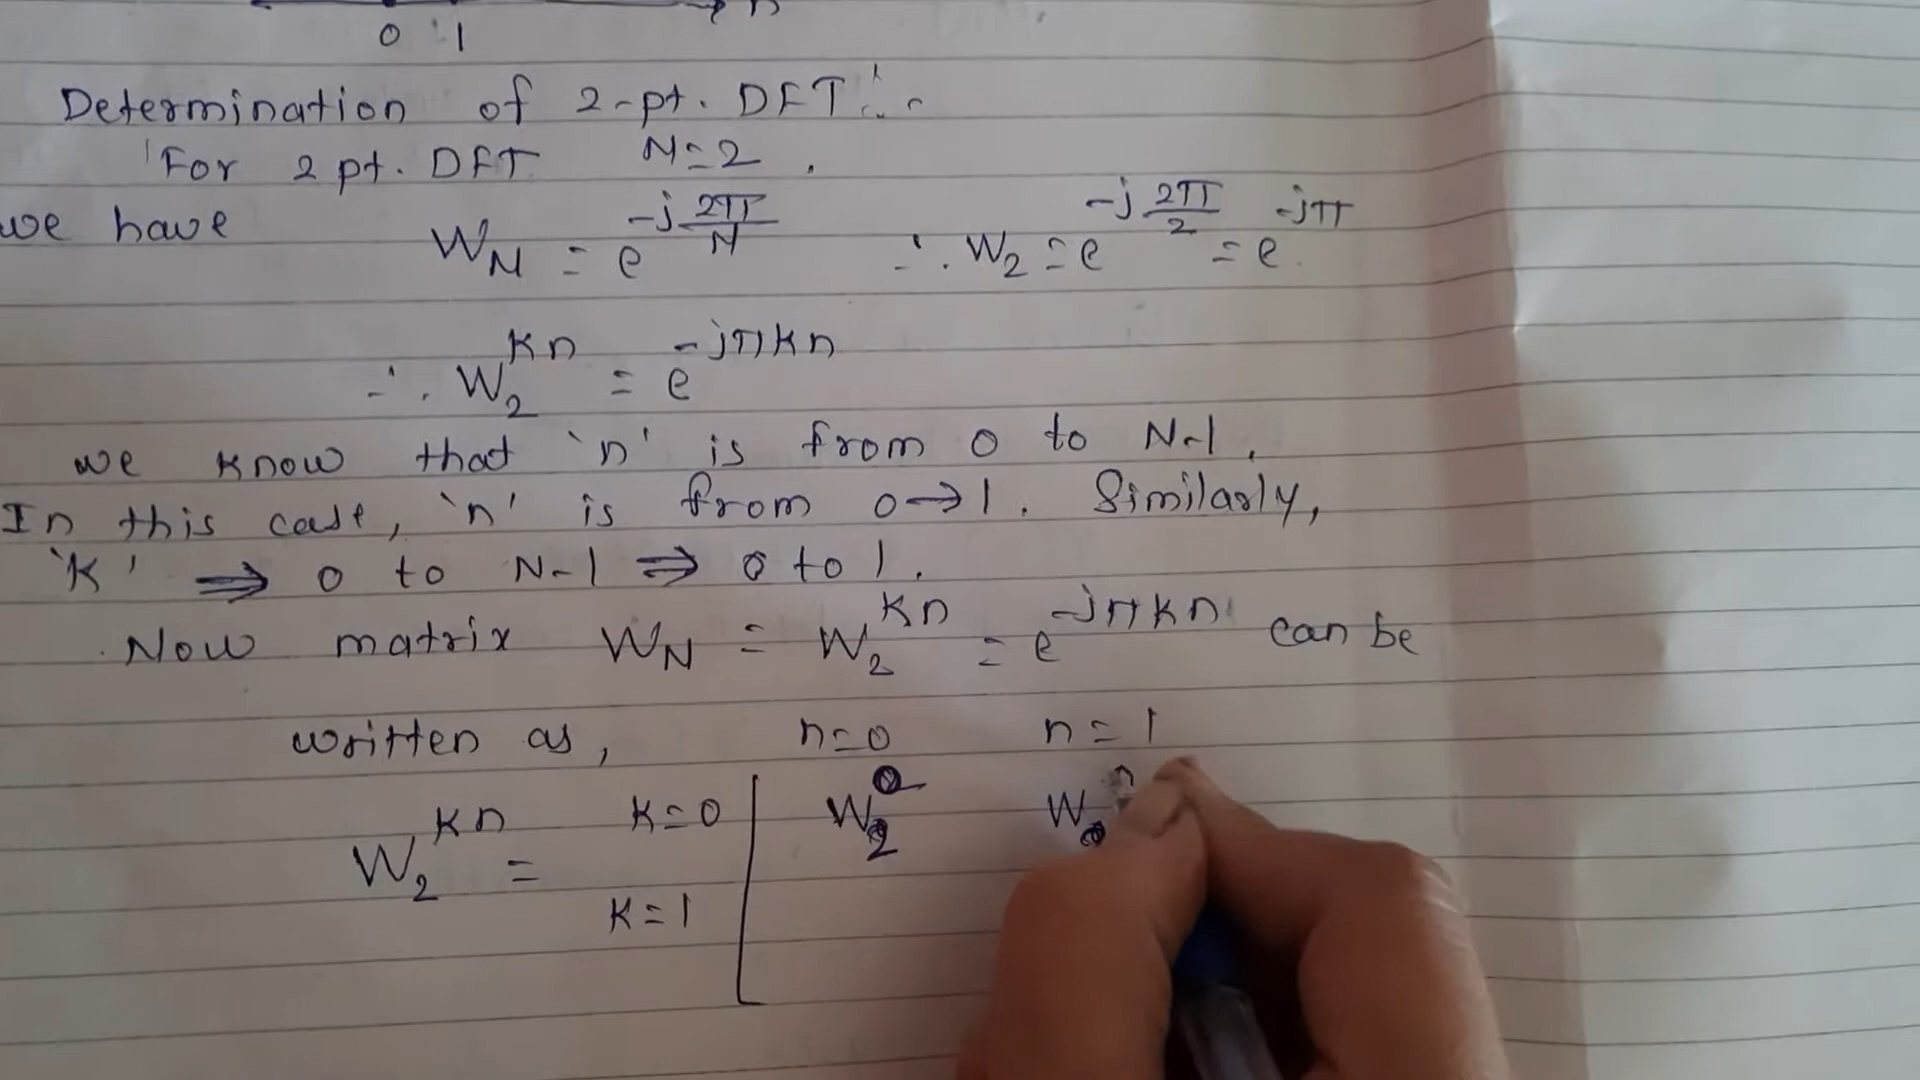 0 1 n
Determination of 2-pt. DFT:-
For 2 pt. DFT N=2.
we have W_N = e^{-j 2π/N} ∴ W_2 = e^{-j 2π/2} = e^{-jπ}
∴ W_2^{kn} = e^{-jπkn}
we know that 'n' is from 0 to N-1.
In this case, 'n' is from 0→1. Similarly,
'K' ⇒ 0 to N-1 ⇒ 0 to 1.
Now matrix W_N = W_2^{kn} = e^{-jπkn} can be
written as, n=0 n=1
W_2^{kn} = K=0 [ W_2^0 W
K=1